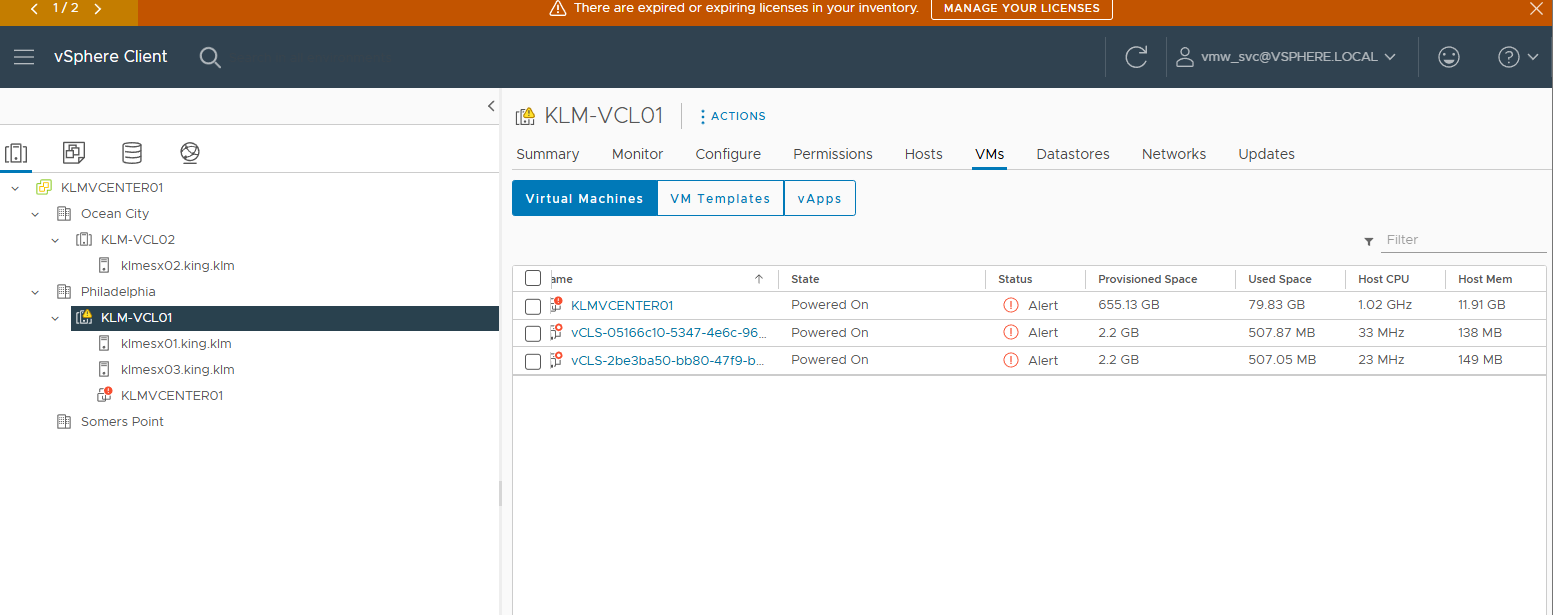 1 / 2
There are expired or expiring licenses in your inventory. MANAGE YOUR LICENSES
vSphere Client
vmw_svc@VSPHERE.LOCAL
KLM-VCL01 ACTIONS
Summary Monitor Configure Permissions Hosts VMs Datastores Networks Updates
Virtual Machines VM Templates vApps
Filter
ame State Status Provisioned Space Used Space Host CPU Host Mem
KLMVCENTER01 Powered On Alert 655.13 GB 79.83 GB 1.02 GHz 11.91 GB
vCLS-05166c10-5347-4e6c-96... Powered On Alert 2.2 GB 507.87 MB 33 MHz 138 MB
vCLS-2be3ba50-bb80-47f9-b... Powered On Alert 2.2 GB 507.05 MB 23 MHz 149 MB
KLMVCENTER01
Ocean City
KLM-VCL02
klmesx02.king.klm
Philadelphia
KLM-VCL01
klmesx01.king.klm
klmesx03.king.klm
KLMVCENTER01
Somers Point